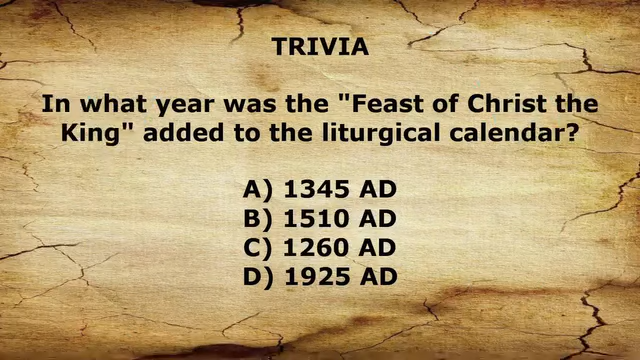 TRIVIA
In what year was the "Feast of Christ the
King" added to the liturgical calendar?
A) 1345 AD
B) 1510 AD
C) 1260 AD
D) 1925 AD